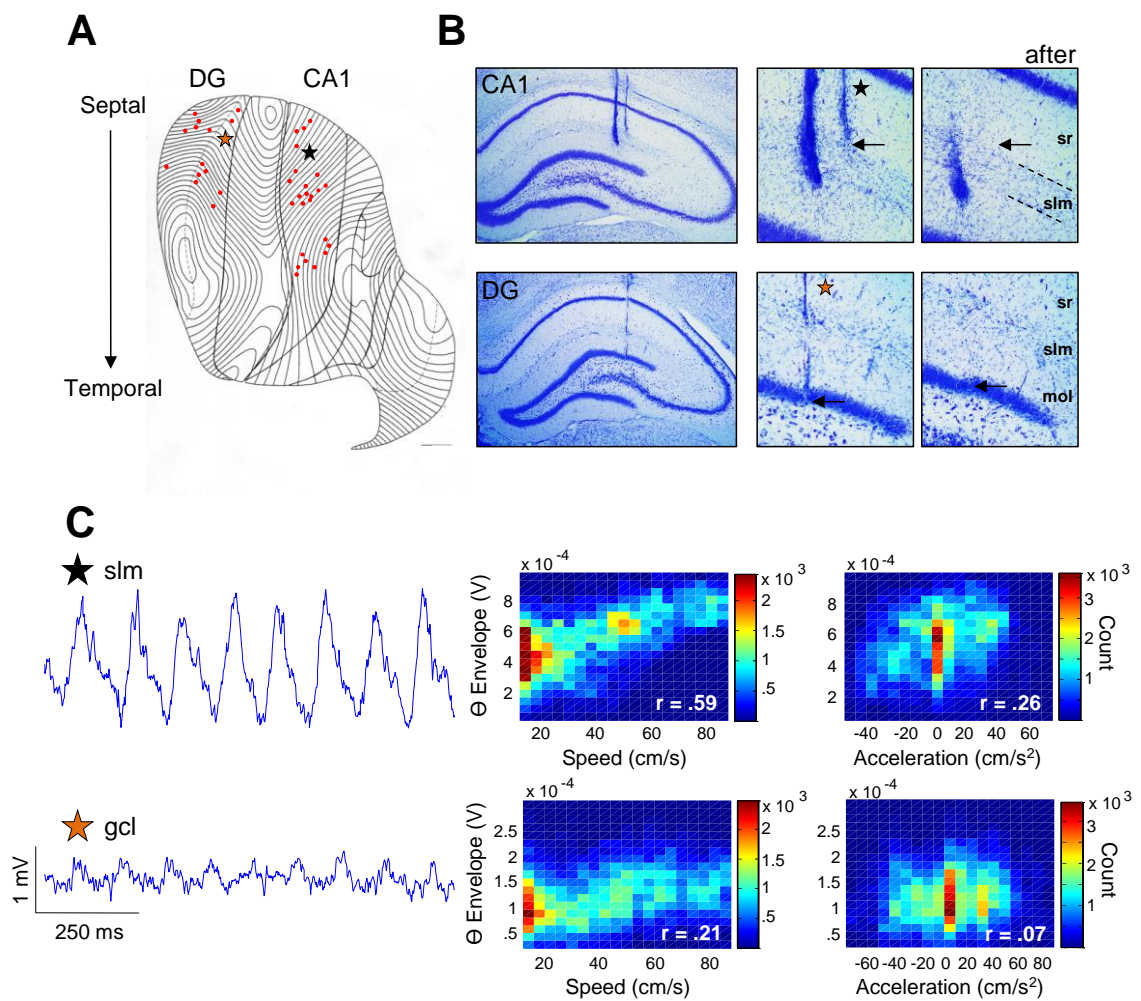 A
B
DG
CA1
after
Septal
Temporal
CA1
sr
slm
DG
sr
slm
mol
C
slm
x 10⁻⁴
8
6
4
2
Θ Envelope (V)
20 40 60 80
Speed (cm/s)
r = .59
x 10³
2
1.5
1
.5
x 10⁻⁴
8
6
4
2
-40 -20 0 20 40 60
Acceleration (cm/s²)
r = .26
x 10³
3
2
1
Count
gcl
1 mV
250 ms
x 10⁻⁴
2.5
2
1.5
1
.5
Θ Envelope (V)
20 40 60 80
Speed (cm/s)
r = .21
x 10³
2
1.5
1
.5
x 10⁻⁴
2.5
2
1.5
1
.5
-60 -40 -20 0 20 40 60 80
Acceleration (cm/s²)
r = .07
x 10³
3
2
1
Count